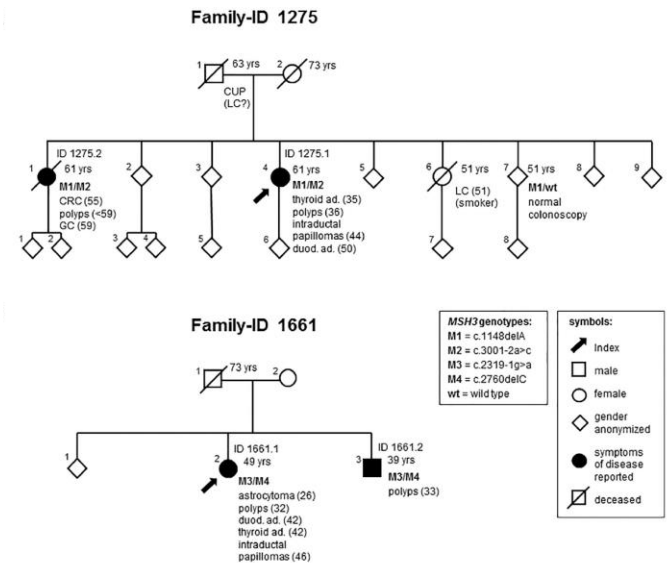 Family-ID 1275
1 63 yrs 2 73 yrs
CUP
(LC?)
ID 1275.2 ID 1275.1
1 2 3 4 5 6 7 8 9
61 yrs 61 yrs 51 yrs 51 yrs
M1/M2
CRC (55)
polyps (<59)
GC (59)
M1/M2
thyroid ad. (35)
polyps (36)
intraductal
papillomas (44)
duod. ad. (50)
LC (51)
(smoker)
M1/wt
normal
colonoscopy
1 2 3 4 5 6 7 8
Family-ID 1661
1 73 yrs 2
ID 1661.1 ID 1661.2
1 2 49 yrs 3 39 yrs
M3/M4
astrocytoma (26)
polyps (32)
duod. ad. (42)
thyroid ad. (42)
intraductal
papillomas (46)
M3/M4
polyps (33)
MSH3 genotypes:
M1 = c.1148delA
M2 = c.3001-2a>c
M3 = c.2319-1g>a
M4 = c.2760delC
wt = wild type
symbols:
Index
male
female
gender
anonymized
symptoms
of disease
reported
deceased